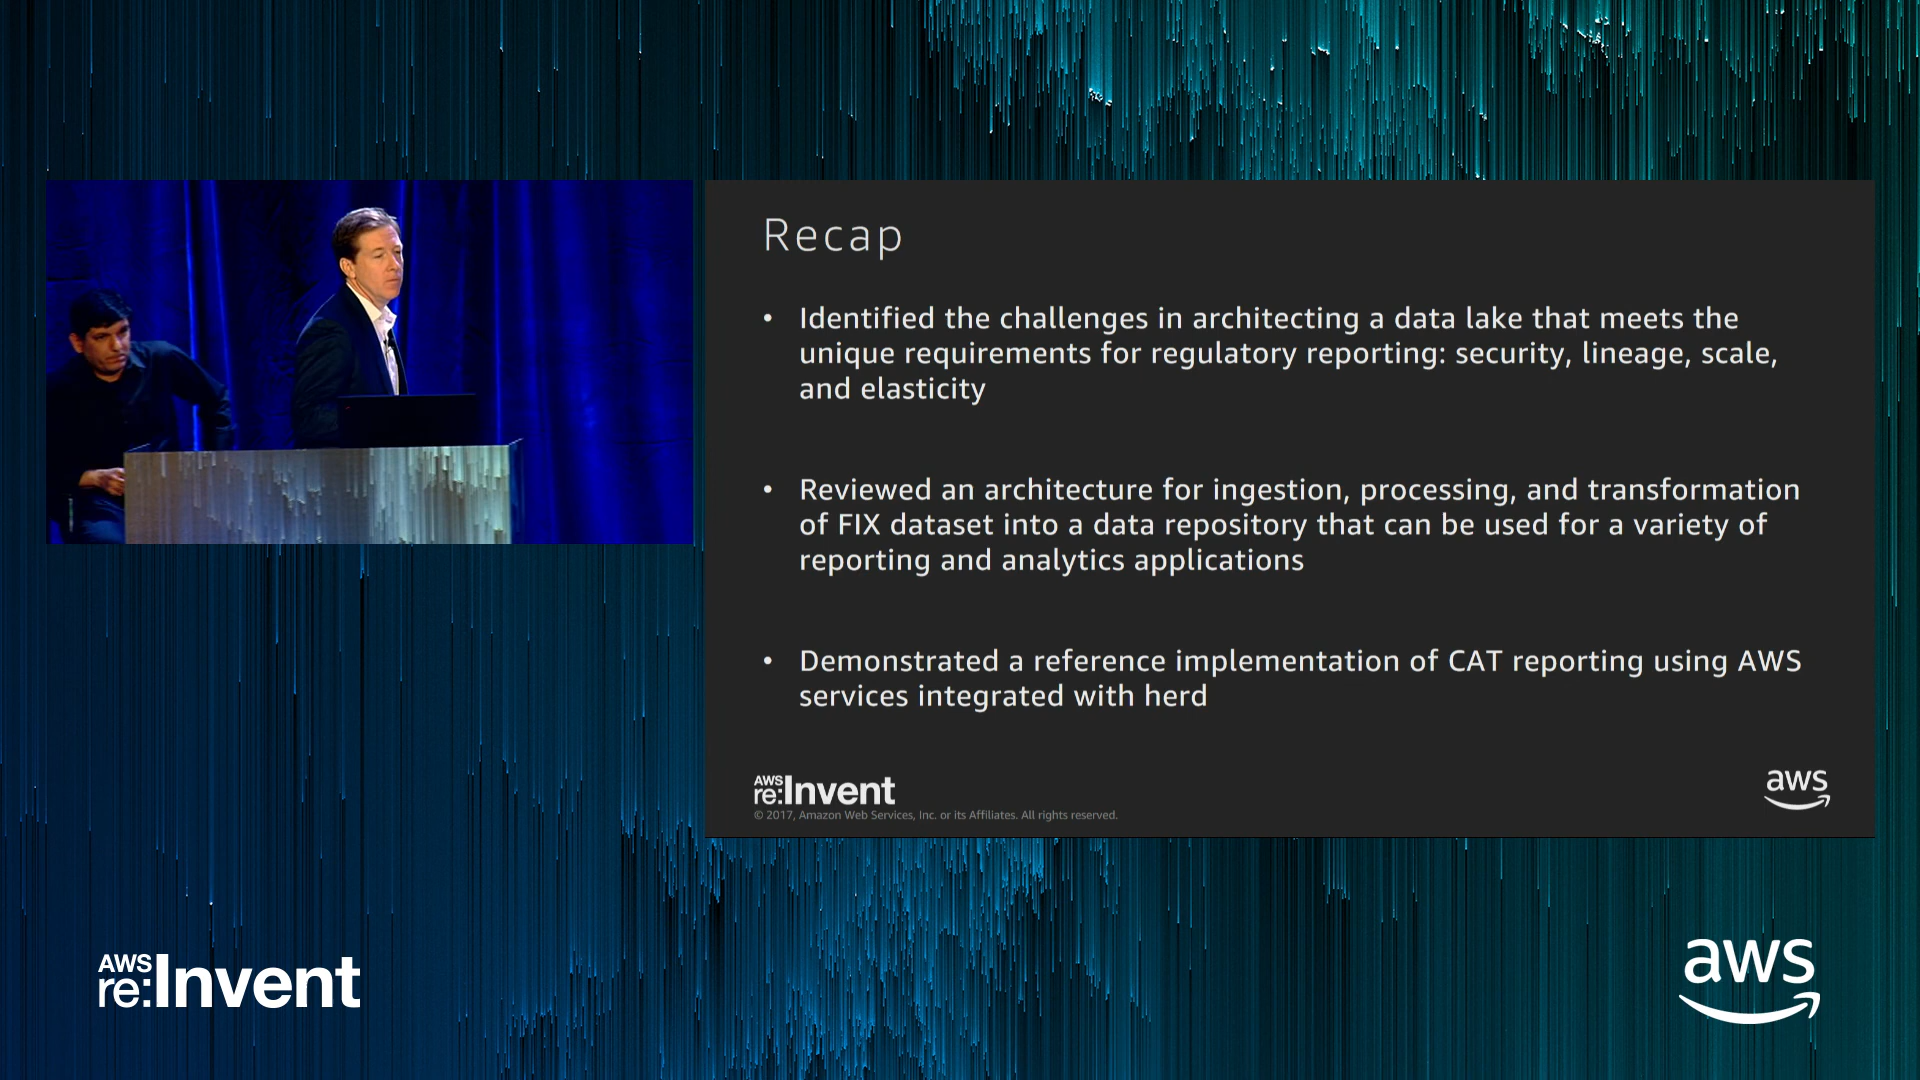 Recap
• Identified the challenges in architecting a data lake that meets the
unique requirements for regulatory reporting: security, lineage, scale,
and elasticity
• Reviewed an architecture for ingestion, processing, and transformation
of FIX dataset into a data repository that can be used for a variety of
reporting and analytics applications
• Demonstrated a reference implementation of CAT reporting using AWS
services integrated with herd
AWS
re:Invent
© 2017, Amazon Web Services, Inc. or its Affiliates. All rights reserved.
aws
AWS
re:Invent
aws